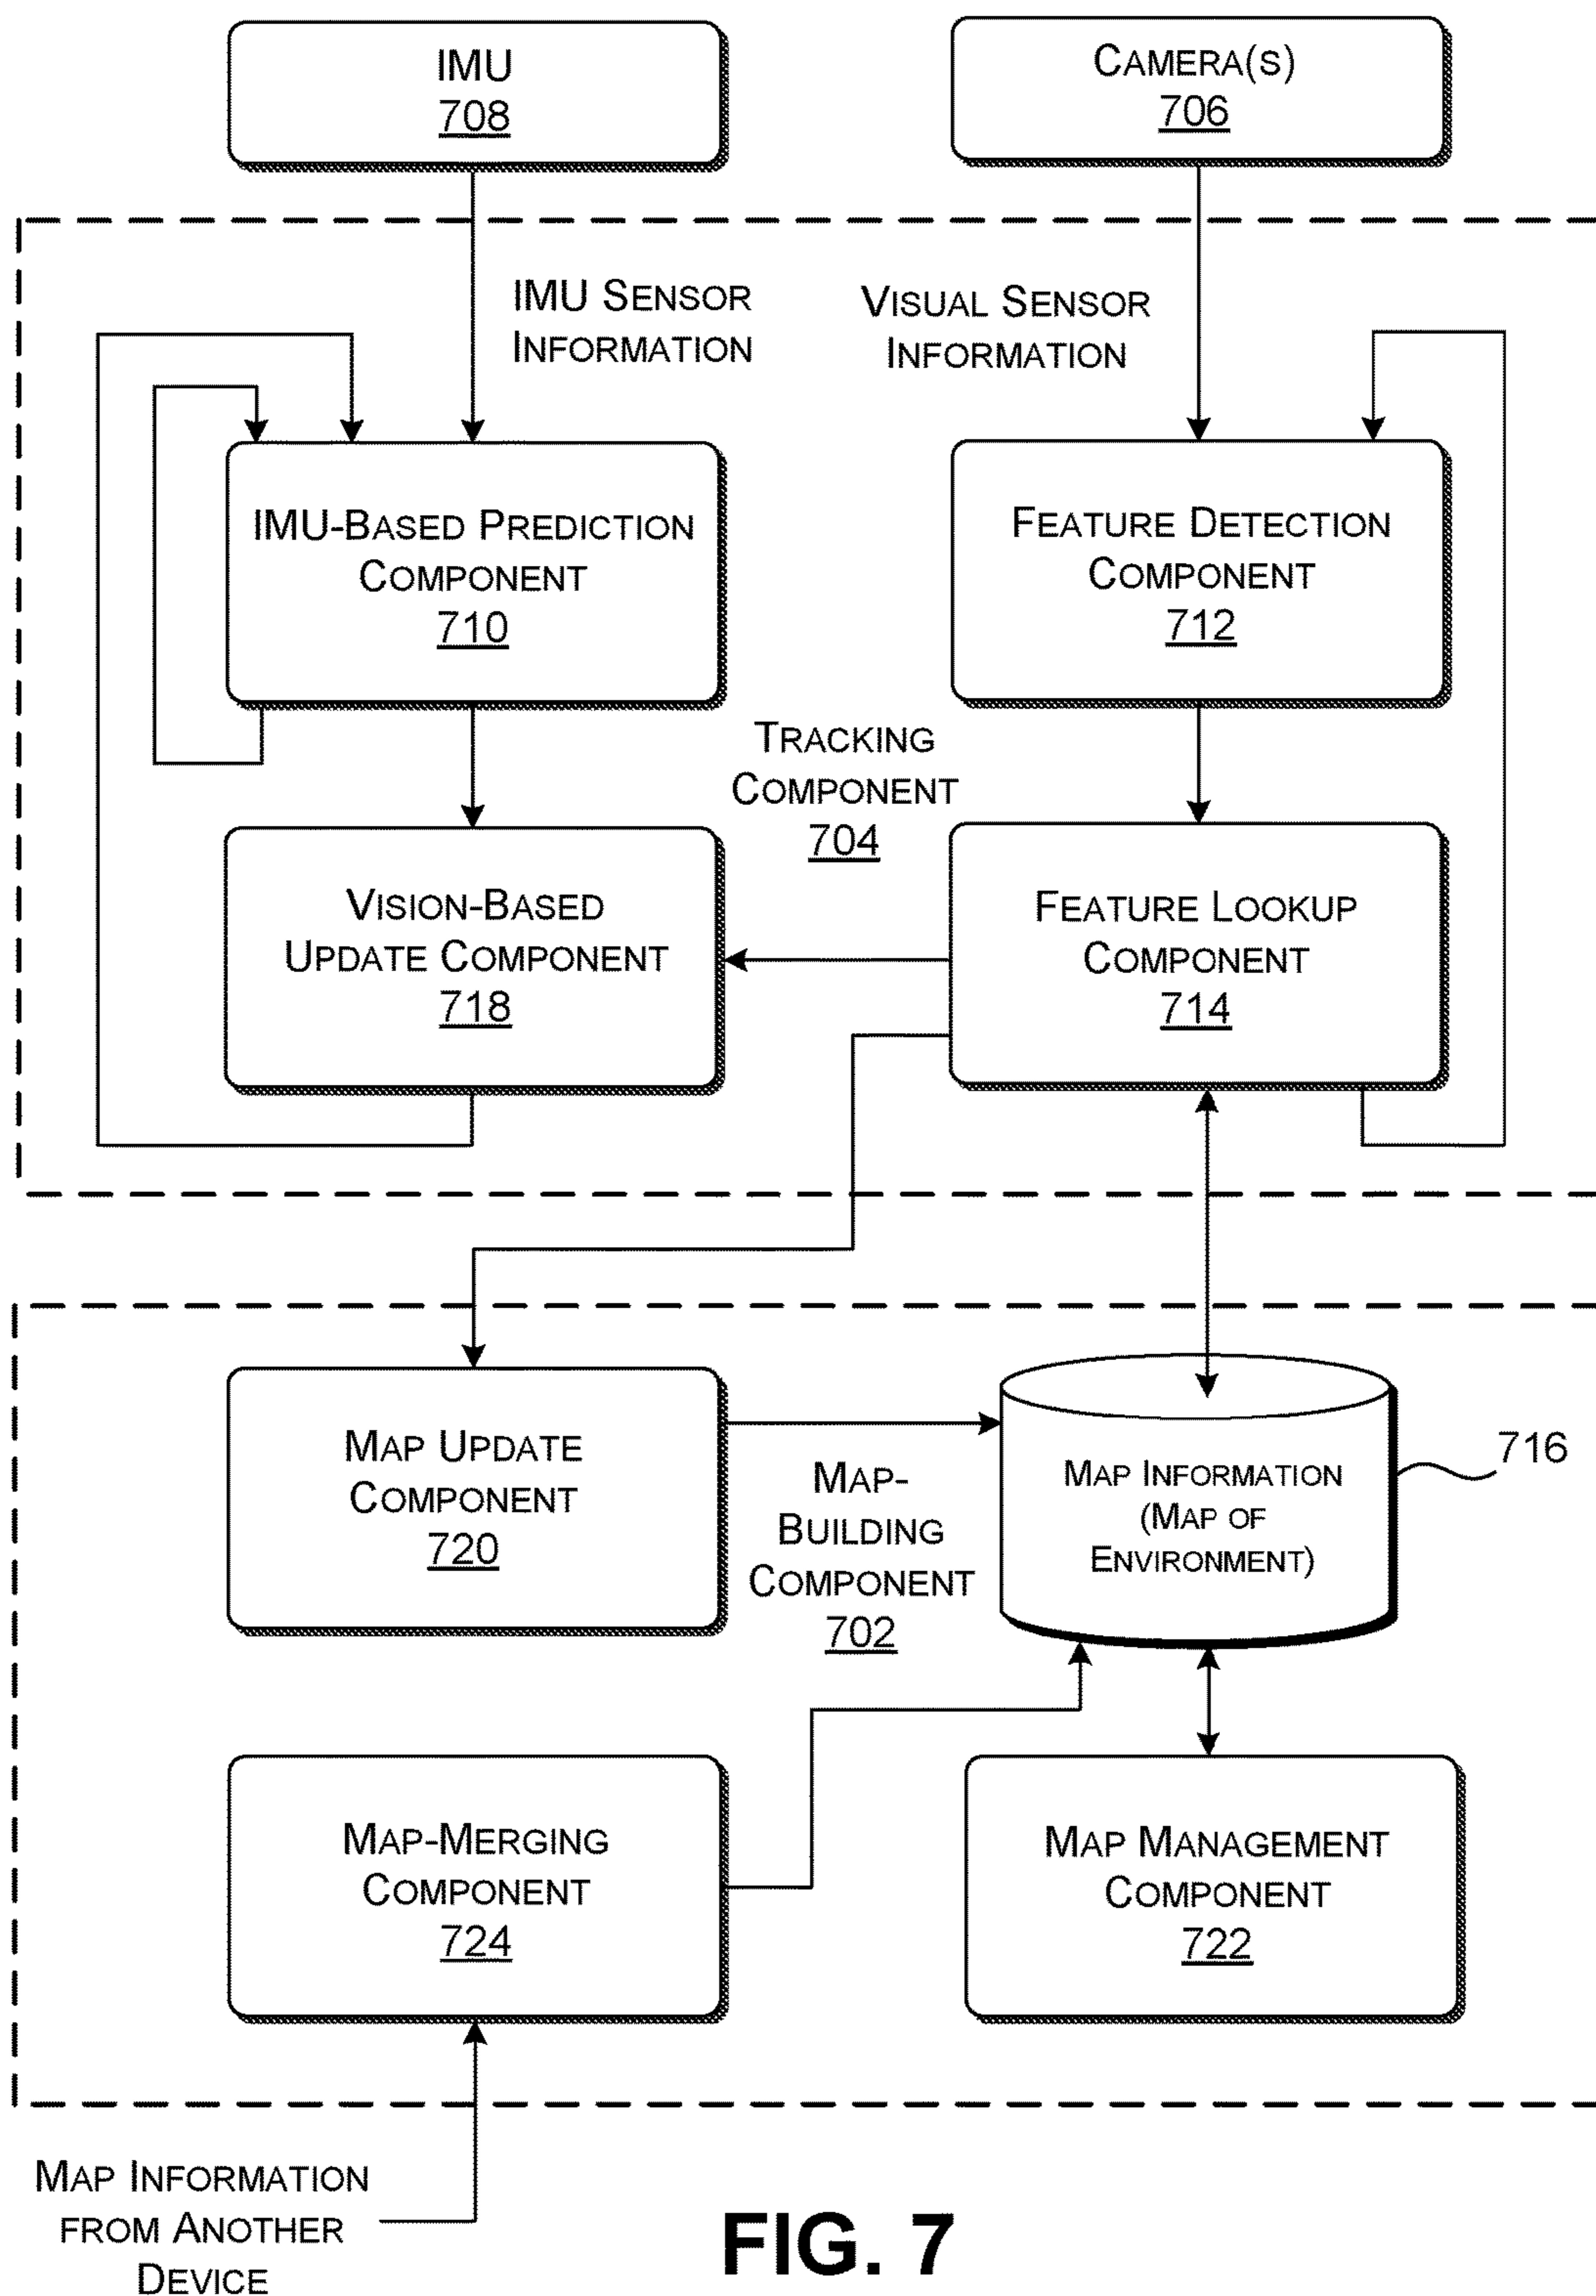 IMU
708
CAMERA(S)
706
IMU SENSOR
INFORMATION
VISUAL SENSOR
INFORMATION
IMU-BASED PREDICTION
COMPONENT
710
FEATURE DETECTION
COMPONENT
712
TRACKING
COMPONENT
704
VISION-BASED
UPDATE COMPONENT
718
FEATURE LOOKUP
COMPONENT
714
MAP UPDATE
COMPONENT
720
MAP-
BUILDING
COMPONENT
702
MAP INFORMATION
(MAP OF
ENVIRONMENT)
716
MAP-MERGING
COMPONENT
724
MAP MANAGEMENT
COMPONENT
722
MAP INFORMATION
FROM ANOTHER
DEVICE
FIG. 7